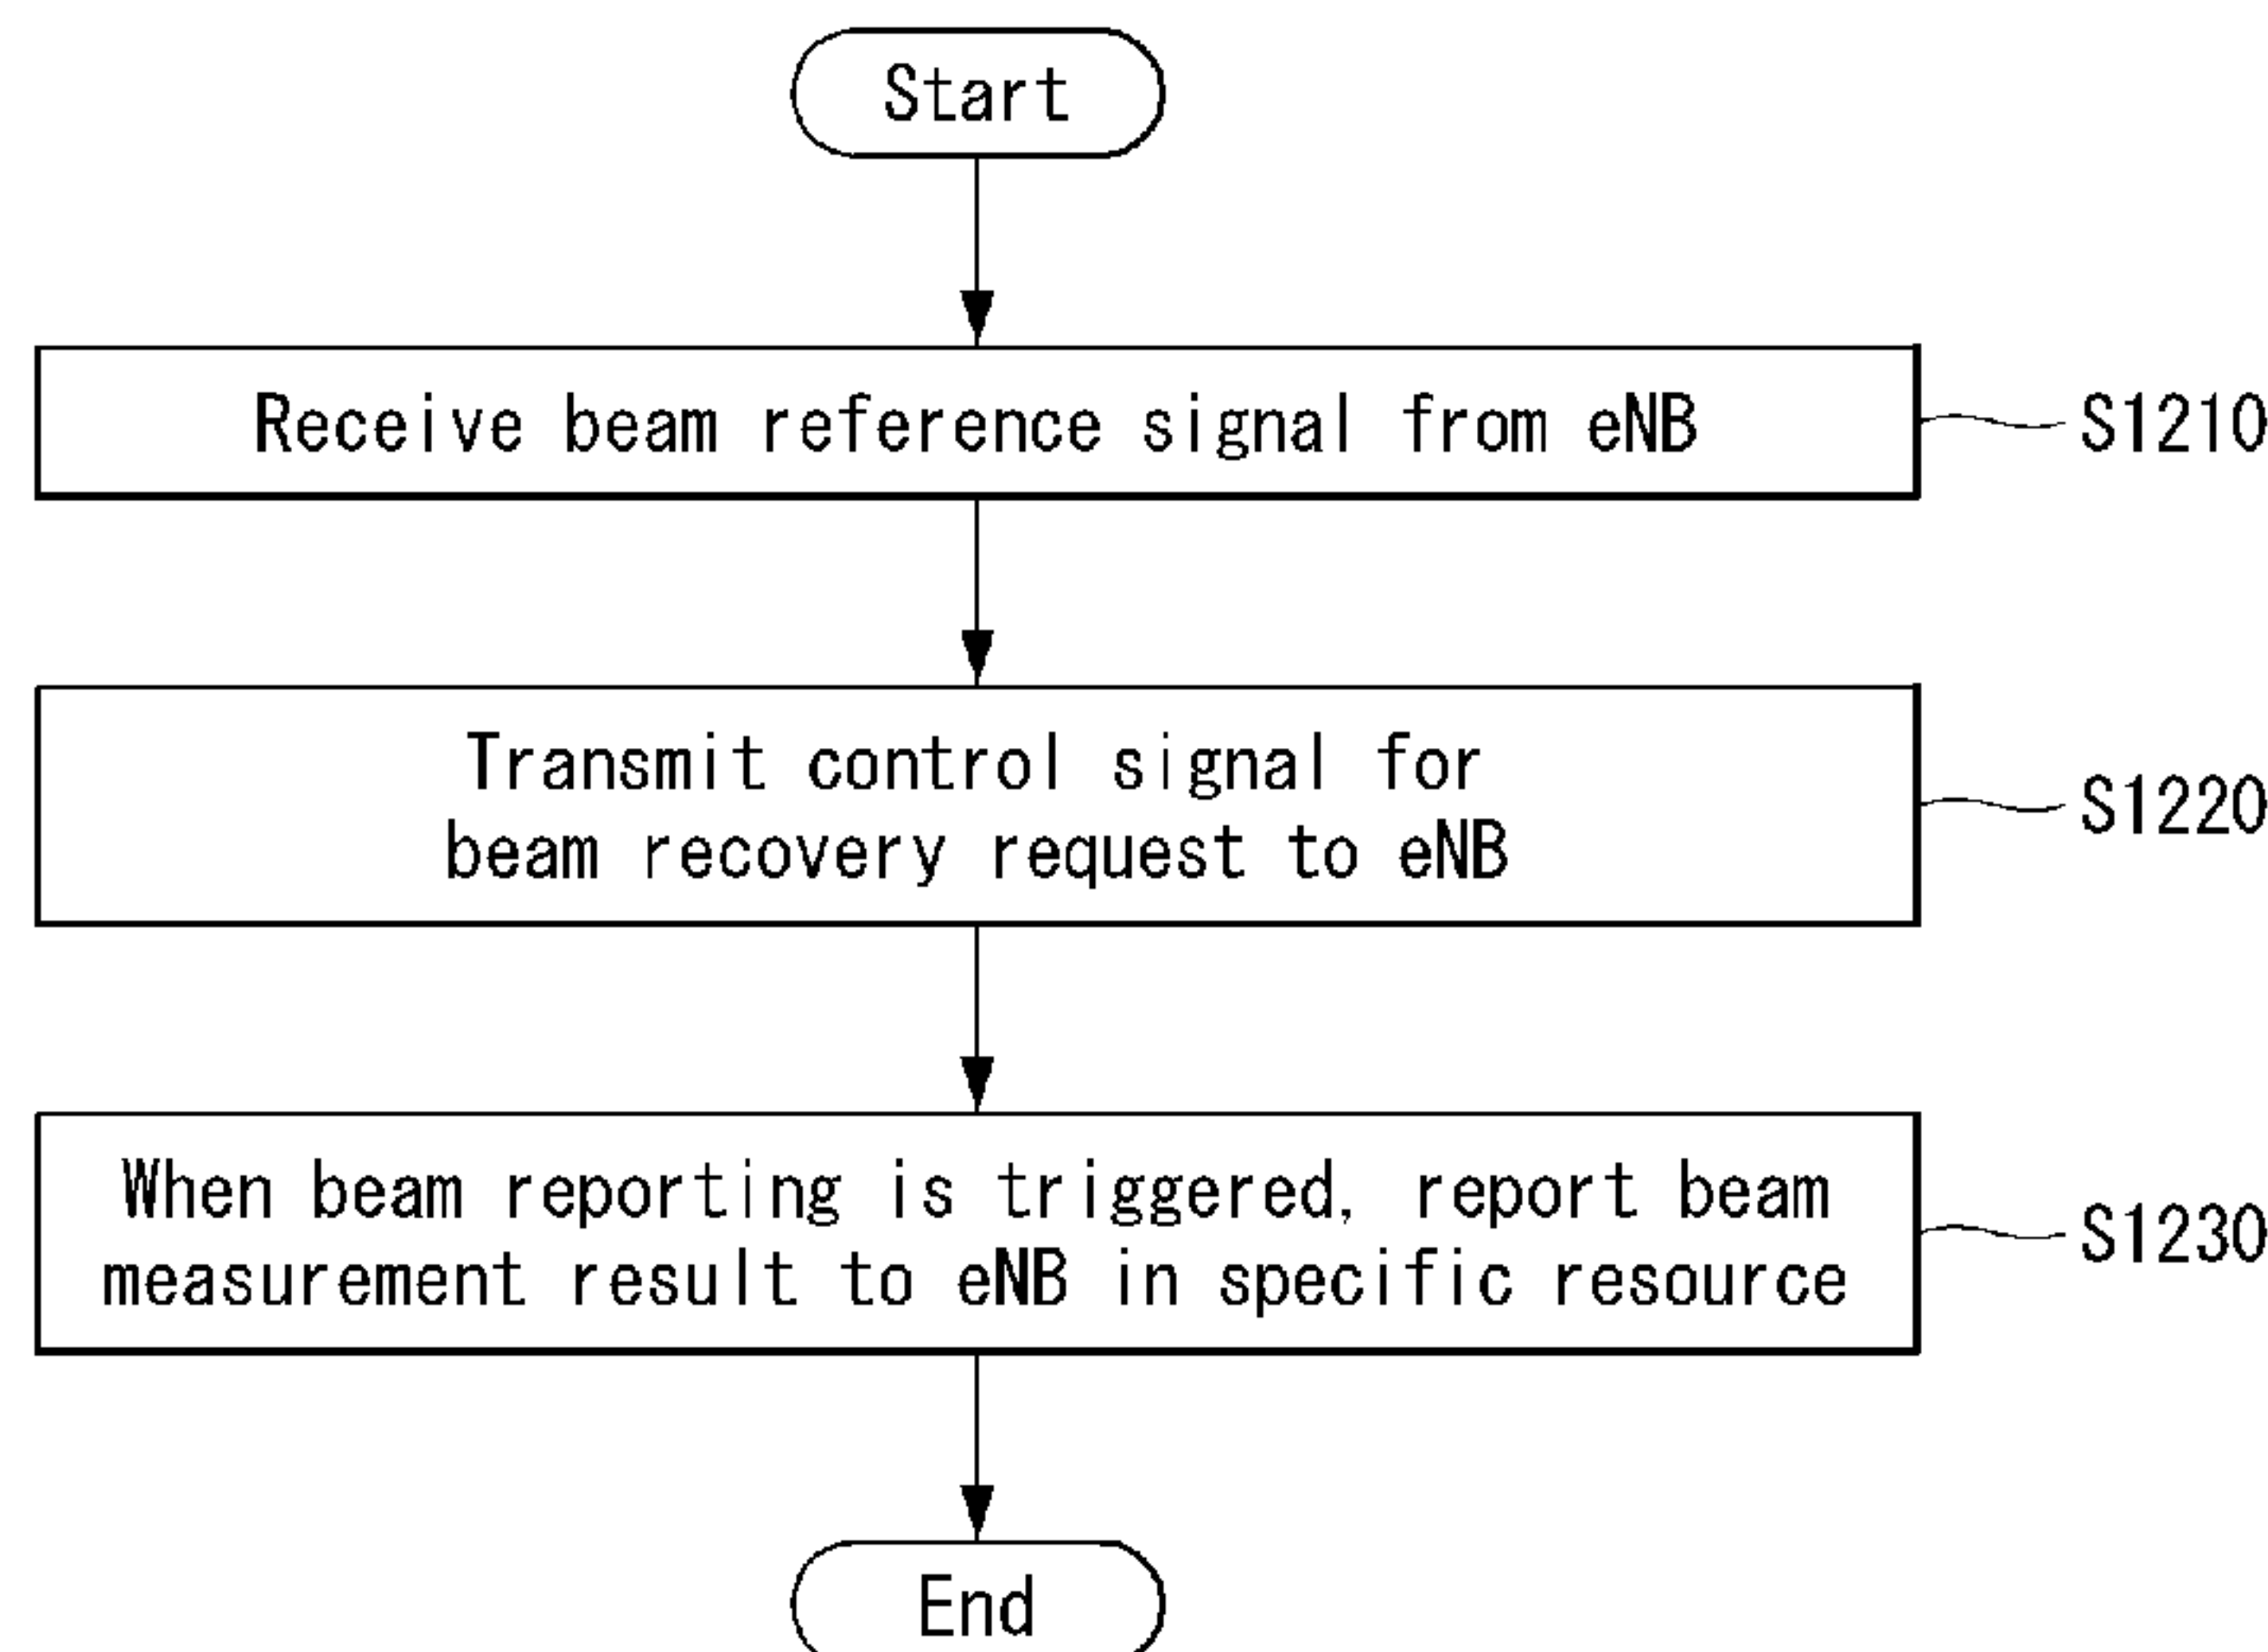 Start
Receive beam reference signal from eNB
S1210
Transmit control signal for
beam recovery request to eNB
S1220
When beam reporting is triggered, report beam
measurement result to eNB in specific resource
S1230
End